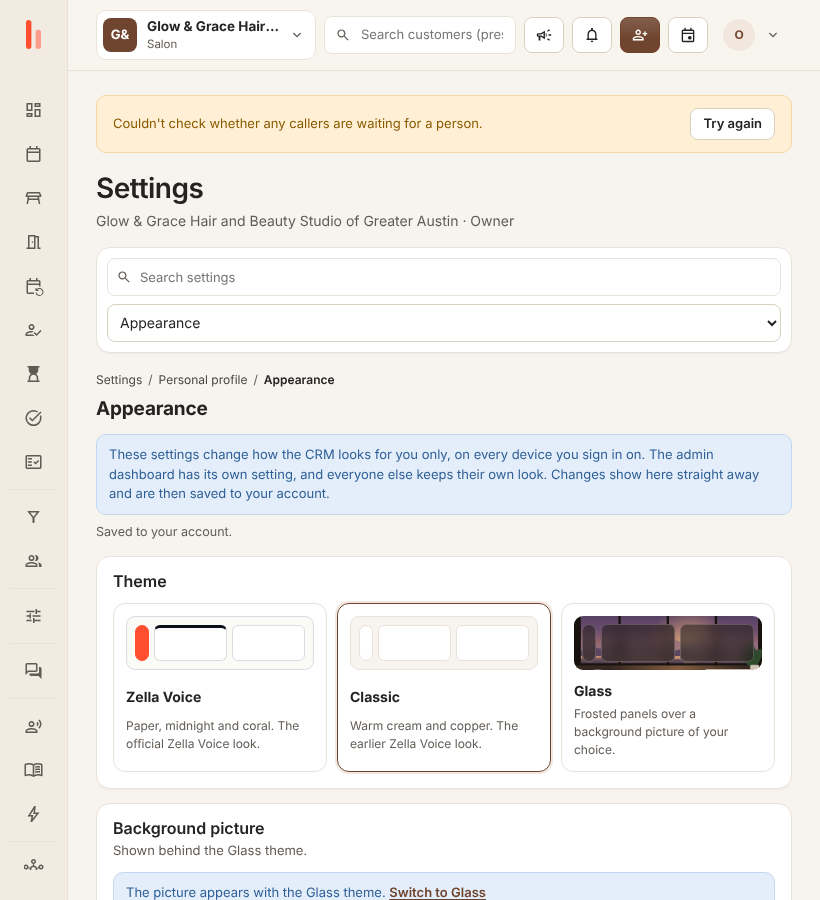 G&
Glow & Grace Hair...
Salon
Search customers (pres
O
Couldn't check whether any callers are waiting for a person.
Try again
Settings
Glow & Grace Hair and Beauty Studio of Greater Austin · Owner
Search settings
Appearance
Settings / Personal profile / Appearance
Appearance
These settings change how the CRM looks for you only, on every device you sign in on. The admin
dashboard has its own setting, and everyone else keeps their own look. Changes show here straight away
and are then saved to your account.
Saved to your account.
Theme
Zella Voice
Paper, midnight and coral. The
official Zella Voice look.
Classic
Warm cream and copper. The
earlier Zella Voice look.
Glass
Frosted panels over a
background picture of your
choice.
Background picture
Shown behind the Glass theme.
The picture appears with the Glass theme. Switch to Glass